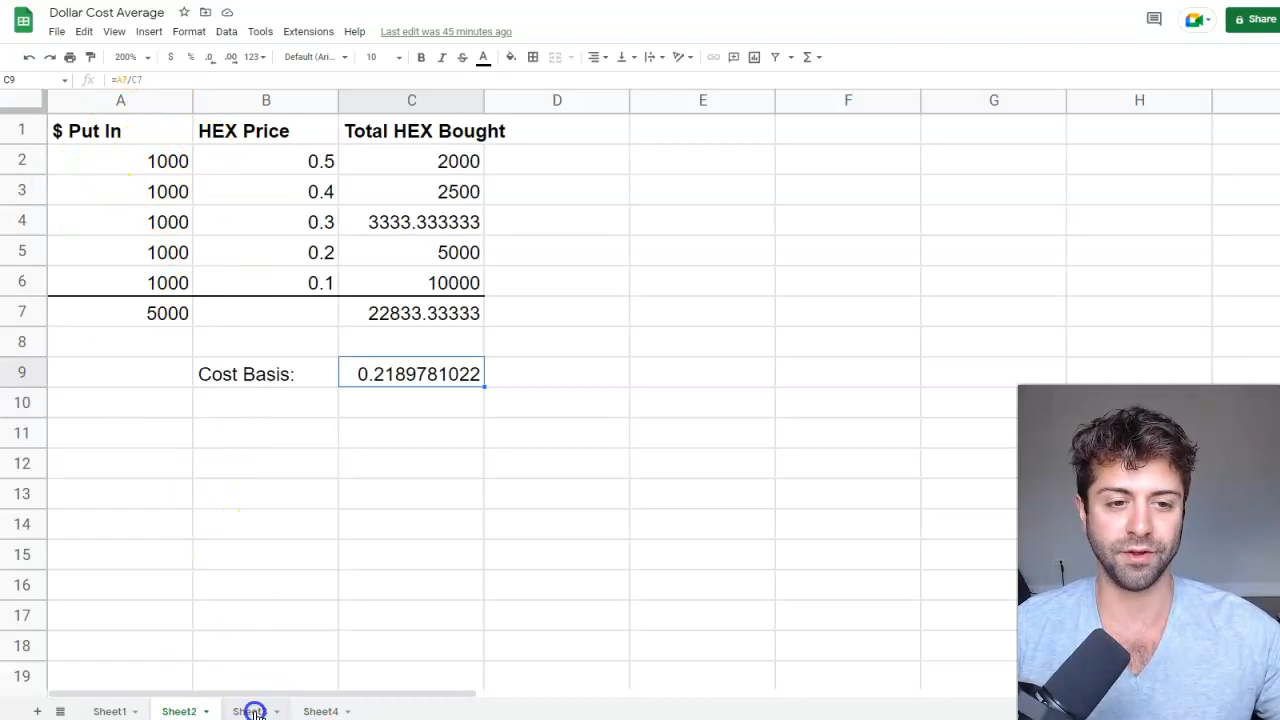 Dollar Cost Average
Share
File Edit View Insert Format Data Tools Extensions Help Last edit was 45 minutes ago
200% $ % .0 .00 123 Default (Ari... 10 B I S A
C9 fx =A7/C7
A B C D E F G H
1 $ Put In HEX Price Total HEX Bought
2 1000 0.5 2000
3 1000 0.4 2500
4 1000 0.3 3333.333333
5 1000 0.2 5000
6 1000 0.1 10000
7 5000 22833.33333
8
9 Cost Basis: 0.2189781022
10
11
12
13
14
15
16
17
18
19
Sheet1 Sheet2 Sheet4